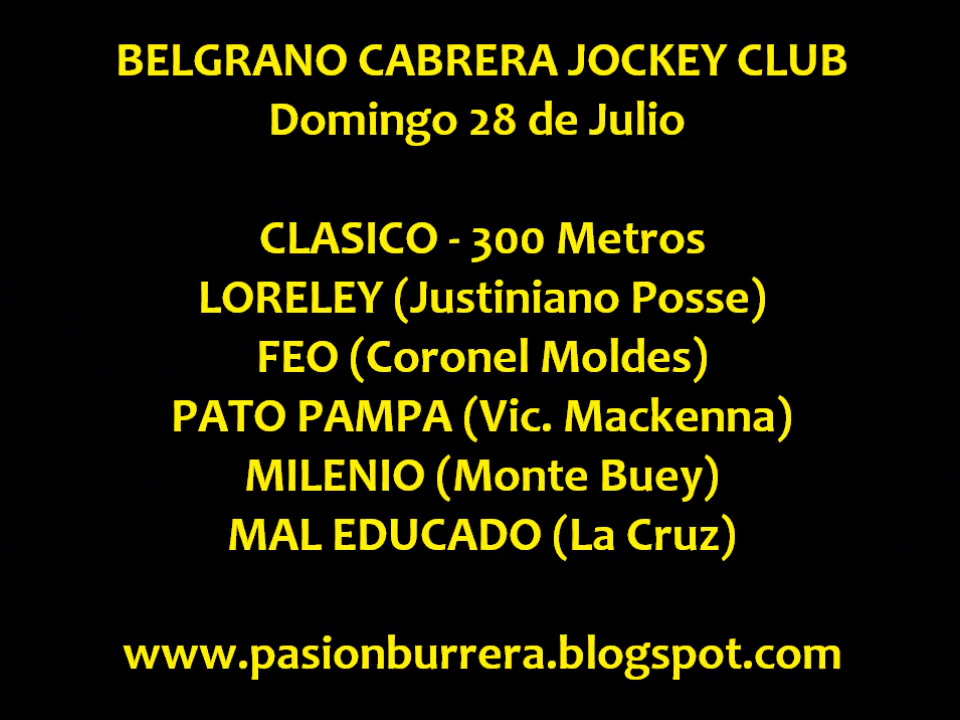 BELGRANO CABRERA JOCKEY CLUB
Domingo 28 de Julio
CLASICO - 300 Metros
LORELEY (Justiniano Posse)
FEO (Coronel Moldes)
PATO PAMPA (Vic. Mackenna)
MILENIO (Monte Buey)
MAL EDUCADO (La Cruz)
www.pasionburrera.blogspot.com